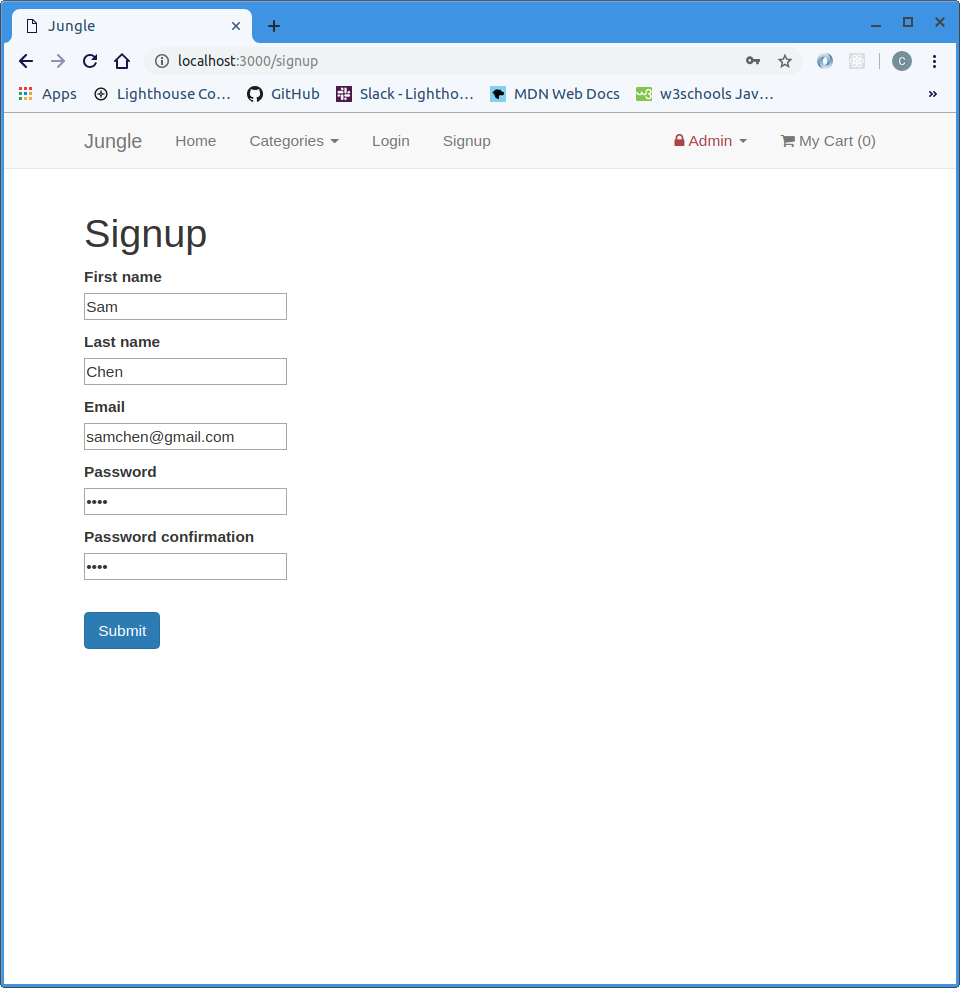 Jungle
localhost:3000/signup
C
Apps Lighthouse Co... GitHub Slack - Lightho... MDN Web Docs w3schools Jav... »
Jungle Home Categories Login Signup Admin My Cart (0)
Signup
First name
Sam
Last name
Chen
Email
samchen@gmail.com
Password
••••
Password confirmation
••••
Submit